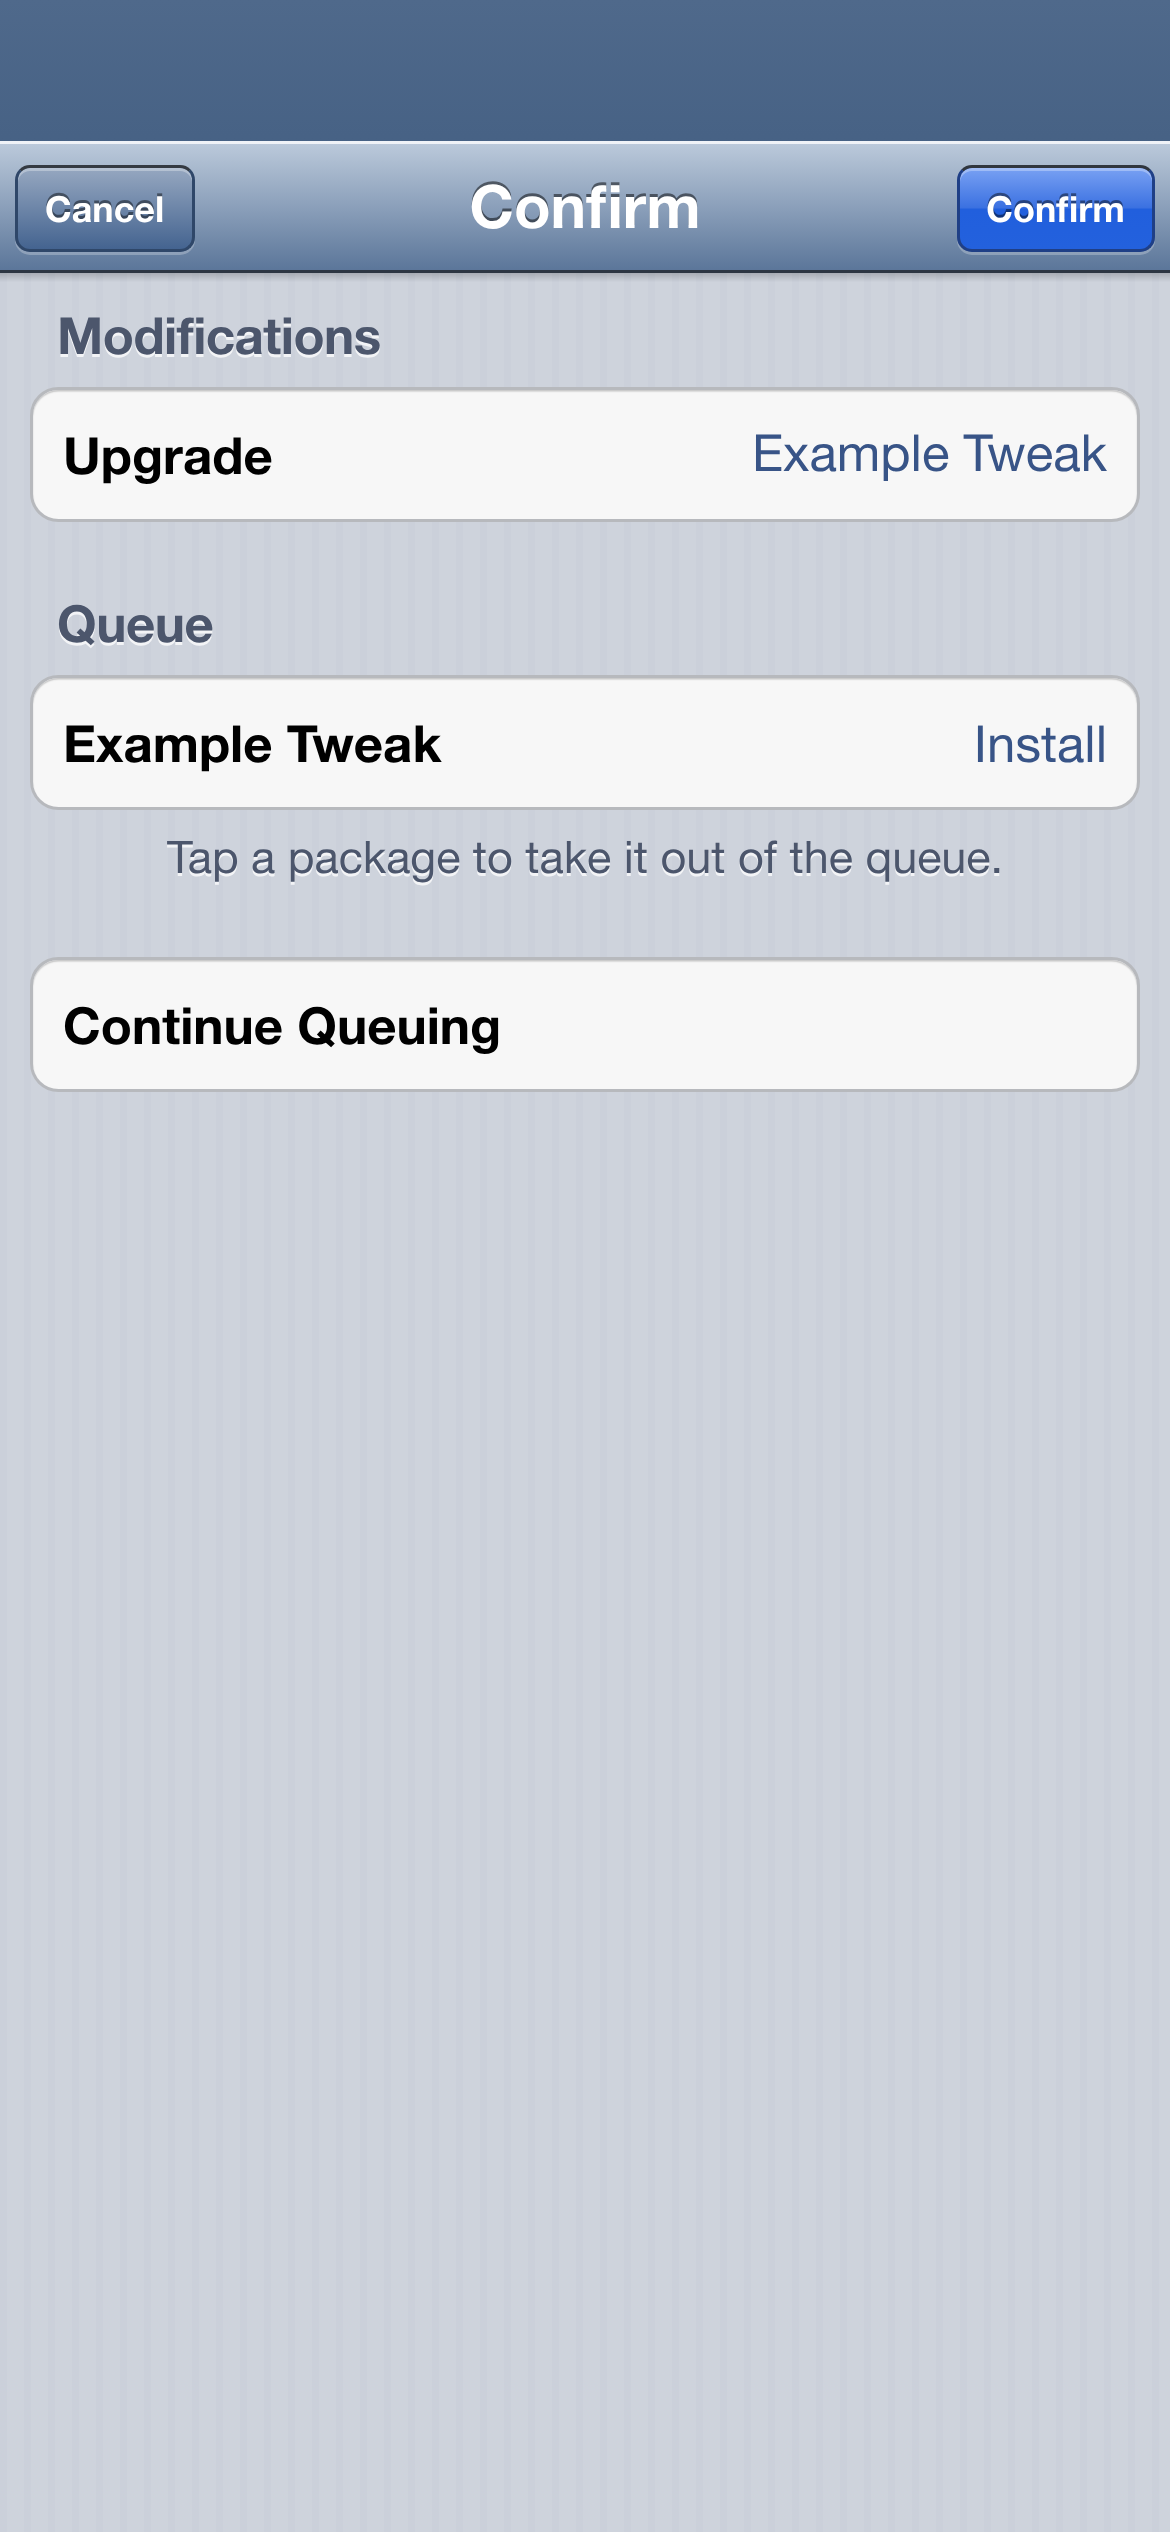 Cancel
Confirm
Confirm
Modifications
Upgrade Example Tweak
Queue
Example Tweak Install
Tap a package to take it out of the queue.
Continue Queuing